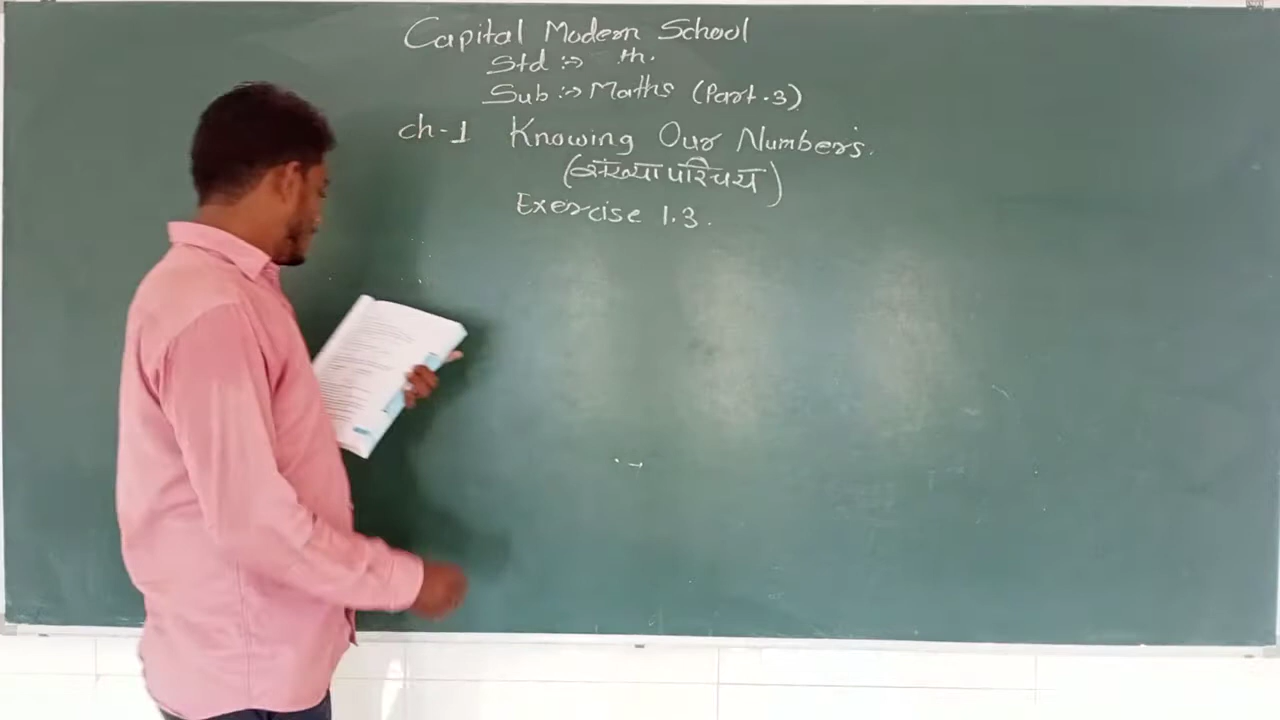 Capital Modern School
Std :-> th.
Sub :-> Maths (Part-3)
ch-1 Knowing Our Numbers.
(संख्या परिचय)
Exercise 1.3.